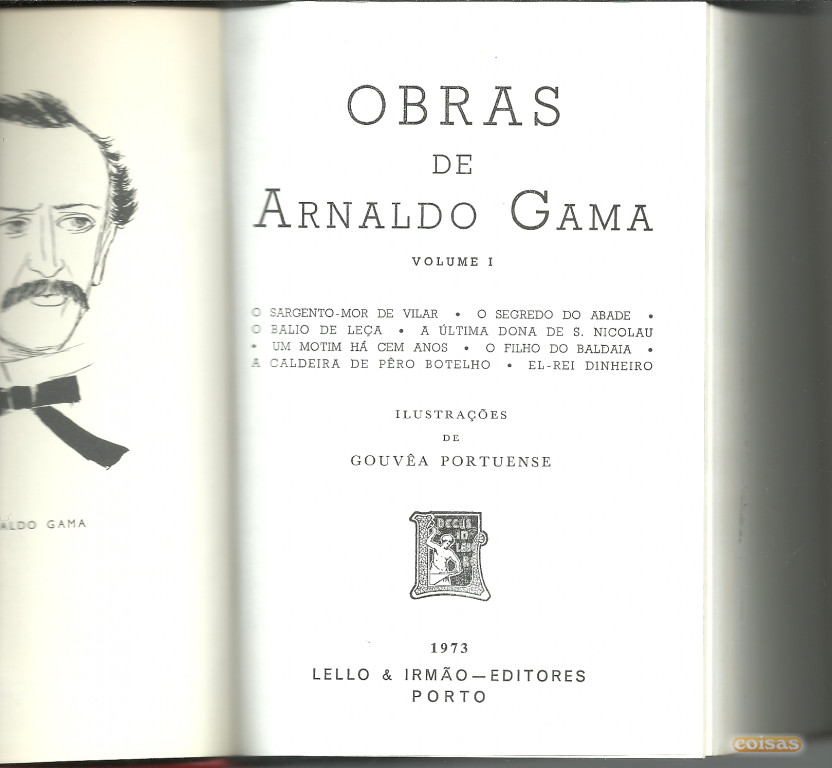 ALDO GAMA
OBRAS
DE
ARNALDO GAMA
VOLUME I
O SARGENTO-MOR DE VILAR • O SEGREDO DO ABADE •
O BALIO DE LEÇA • A ÚLTIMA DONA DE S. NICOLAU
• UM MOTIM HÁ CEM ANOS • O FILHO DO BALDAIA •
A CALDEIRA DE PÊRO BOTELHO • EL-REI DINHEIRO
ILUSTRAÇÕES
DE
GOUVÊA PORTUENSE
DECUS
1973
LELLO & IRMÃO—EDITORES
PORTO
coisas